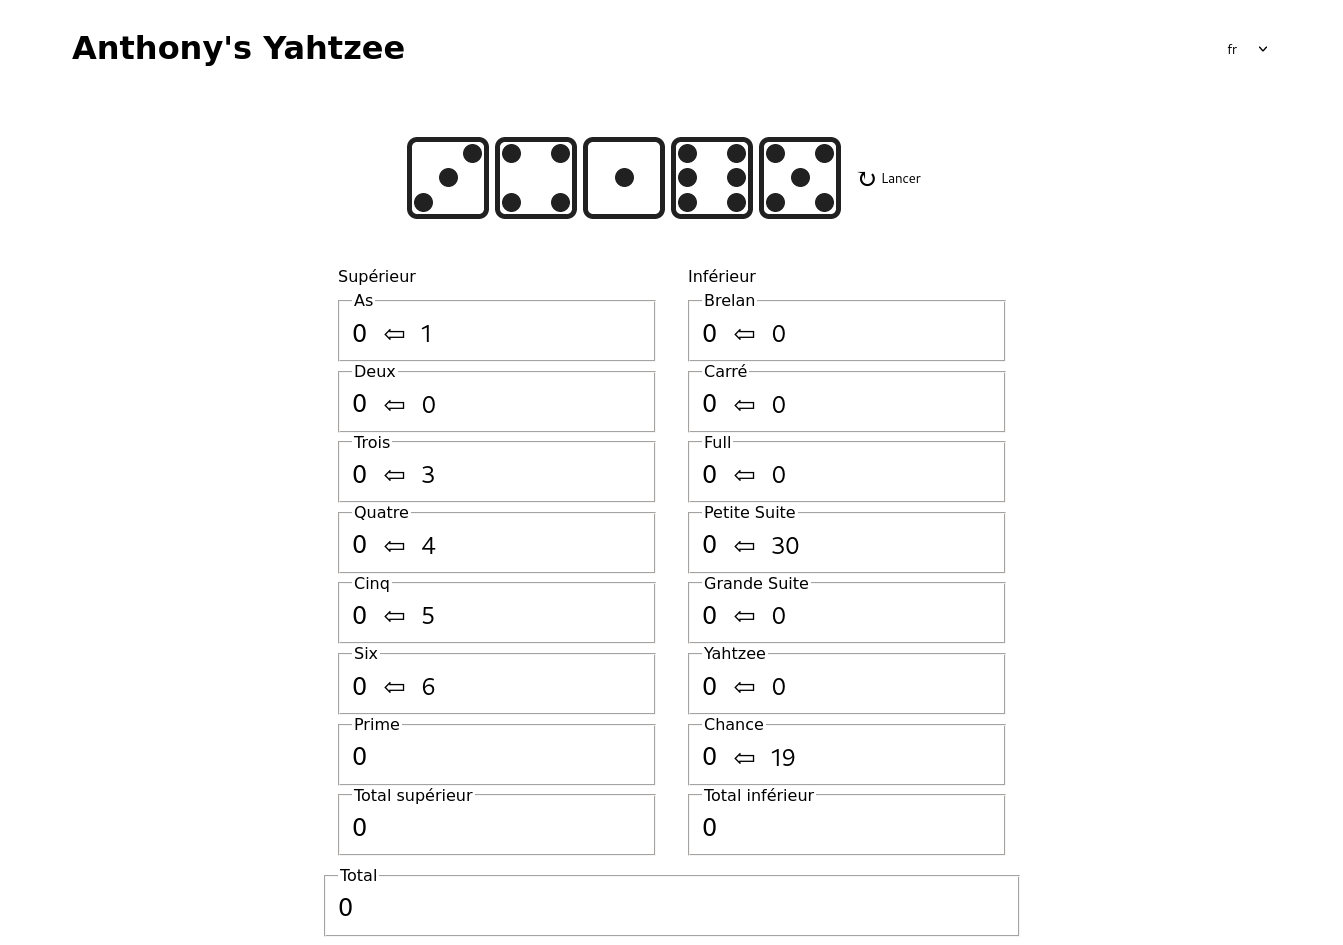 Anthony's Yahtzee
fr
↻ Lancer
Supérieur
As
0 ⇦ 1
Deux
0 ⇦ 0
Trois
0 ⇦ 3
Quatre
0 ⇦ 4
Cinq
0 ⇦ 5
Six
0 ⇦ 6
Prime
0
Total supérieur
0
Inférieur
Brelan
0 ⇦ 0
Carré
0 ⇦ 0
Full
0 ⇦ 0
Petite Suite
0 ⇦ 30
Grande Suite
0 ⇦ 0
Yahtzee
0 ⇦ 0
Chance
0 ⇦ 19
Total inférieur
0
Total
0